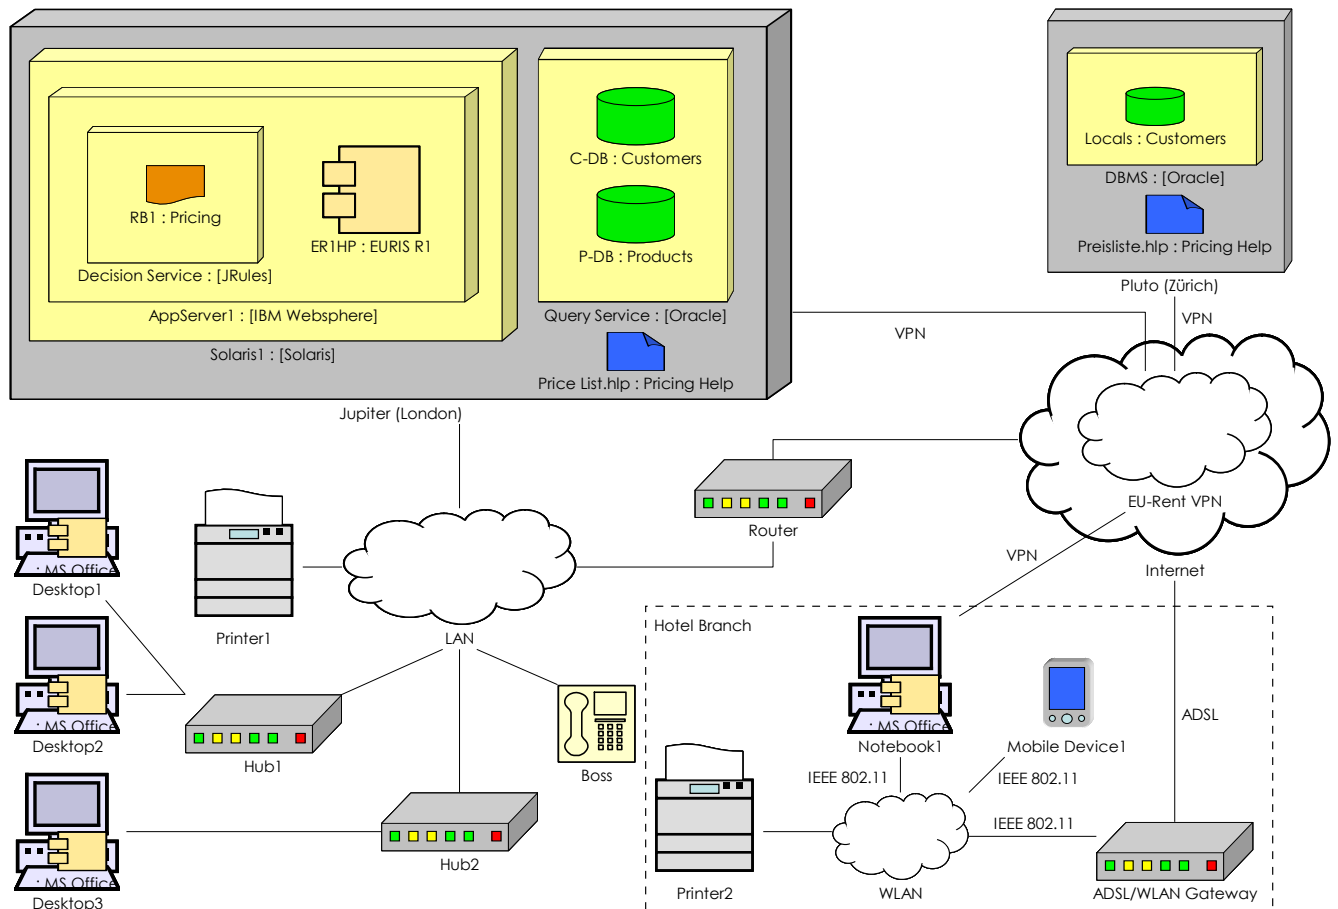 C-DB : Customers
Locals : Customers
DBMS : [Oracle]
RB1 : Pricing
ER1HP : EURIS R1
P-DB : Products
Preisliste.hlp : Pricing Help
Decision Service : [JRules]
Pluto (Zürich)
AppServer1 : [IBM Websphere]
Query Service : [Oracle]
VPN
VPN
Solaris1 : [Solaris]
Price List.hlp : Pricing Help
Jupiter (London)
EU-Rent VPN
Router
VPN
: MS Office
Internet
Desktop1
Printer1
LAN
Hotel Branch
: MS Office
: MS Office
ADSL
Desktop2
Notebook1
Mobile Device1
Hub1
Boss
IEEE 802.11
IEEE 802.11
IEEE 802.11
Hub2
: MS Office
Printer2
WLAN
ADSL/WLAN Gateway
Desktop3